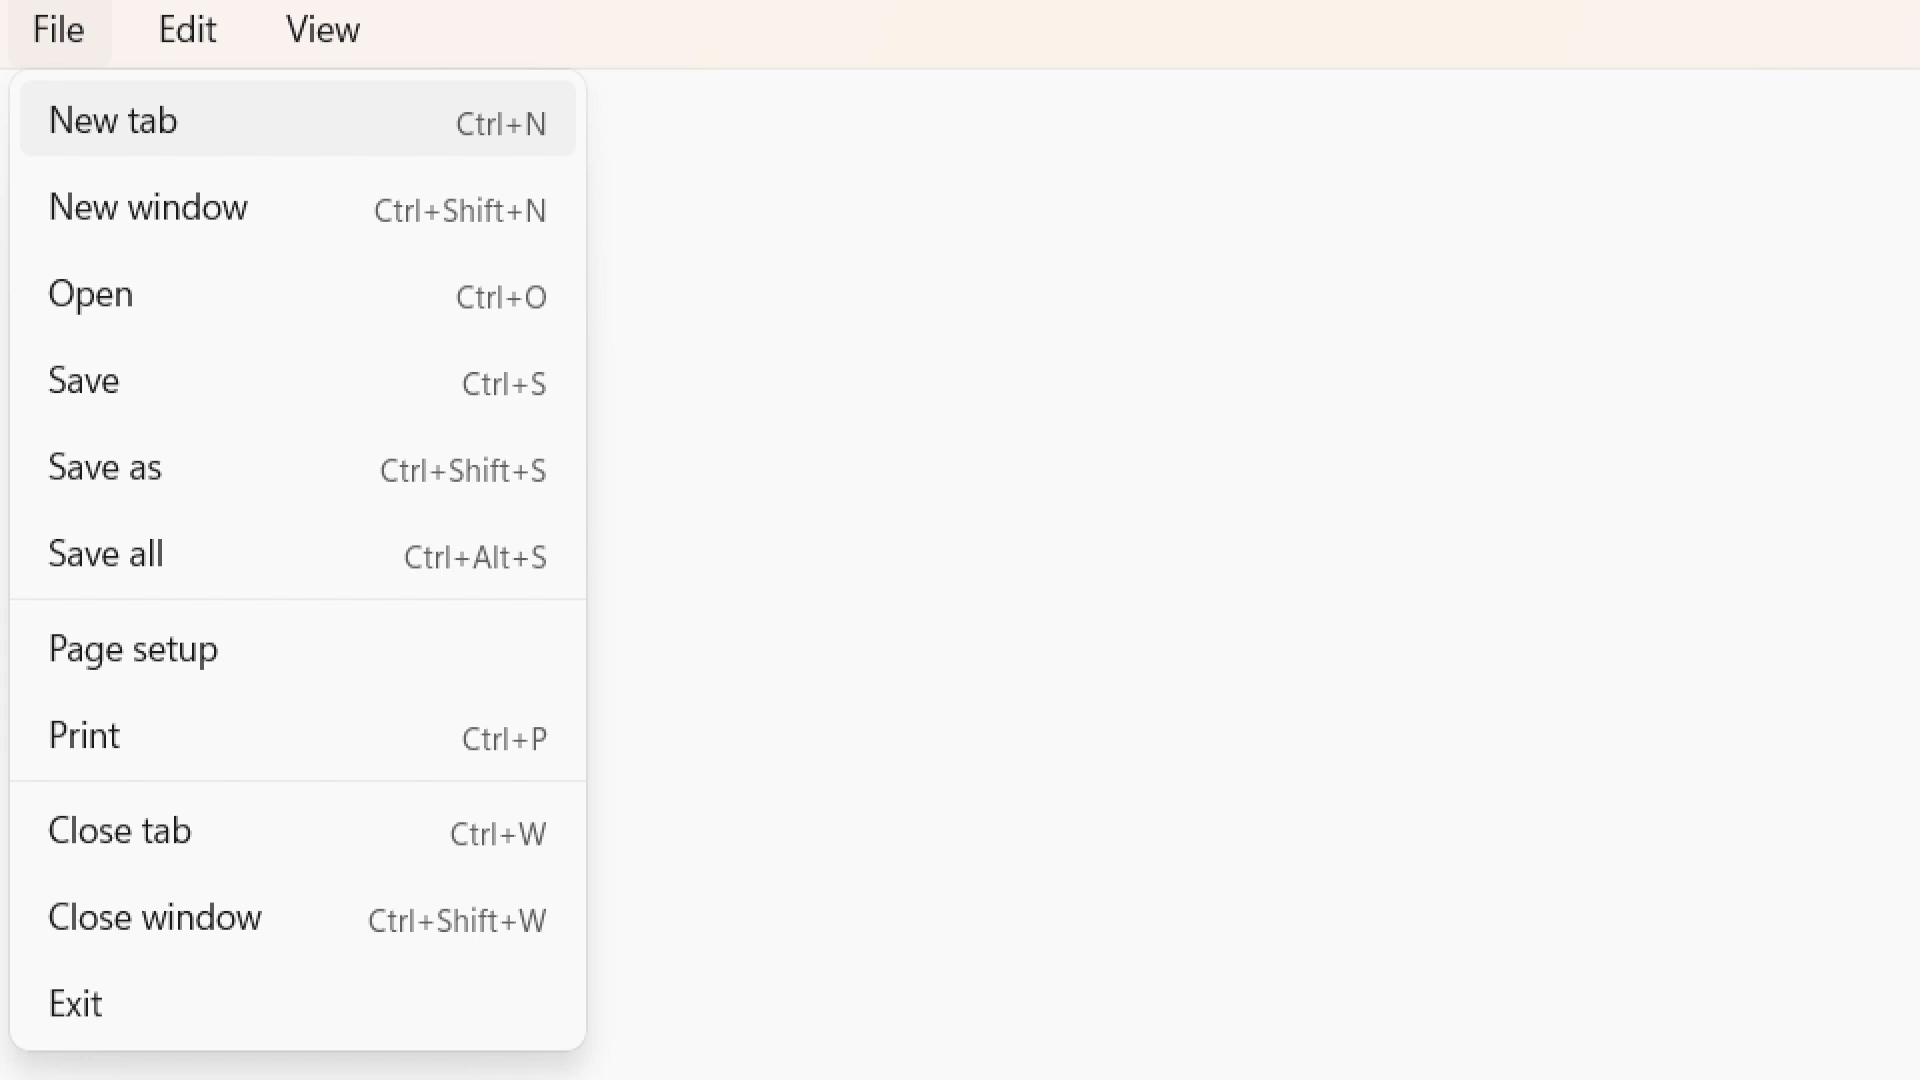 File Edit View
New tab Ctrl+N
New window Ctrl+Shift+N
Open Ctrl+O
Save Ctrl+S
Save as Ctrl+Shift+S
Save all Ctrl+Alt+S
Page setup
Print Ctrl+P
Close tab Ctrl+W
Close window Ctrl+Shift+W
Exit